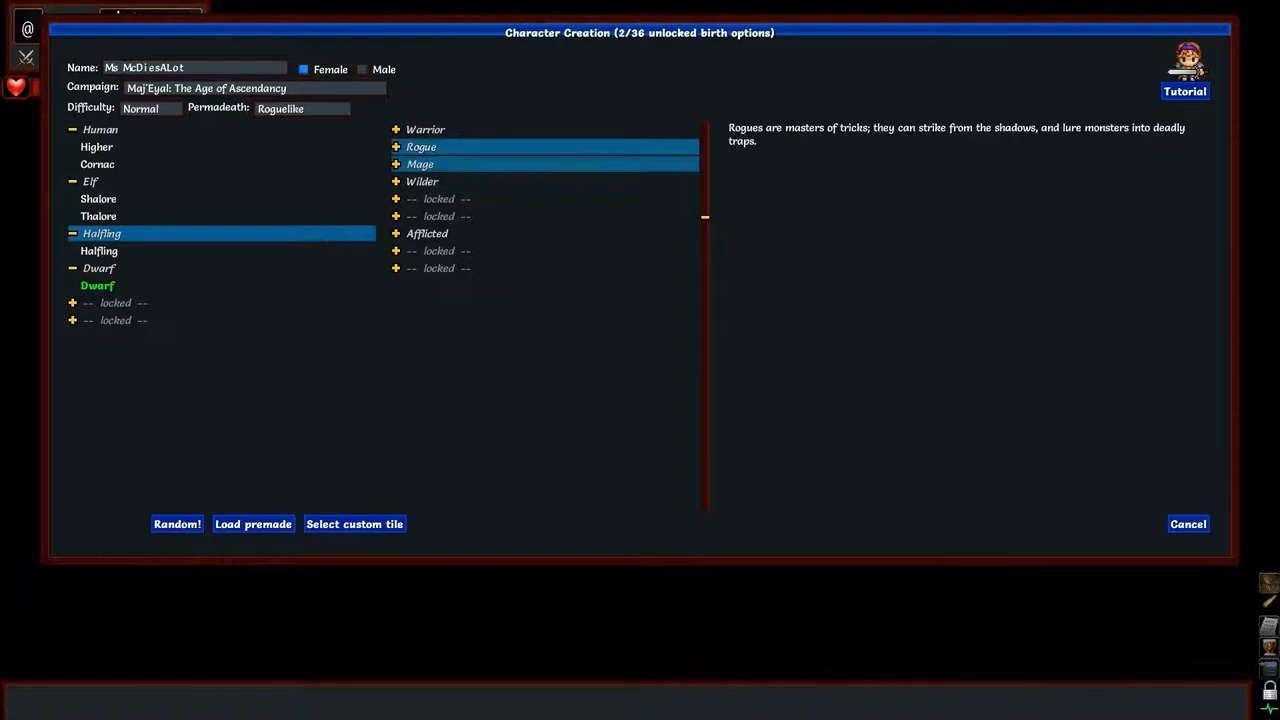 @
Character Creation (2/36 unlocked birth options)
Name: Ms McDiesALot Female Male
Campaign: Maj'Eyal: The Age of Ascendancy
Difficulty: Normal Permadeath: Roguelike
Tutorial
Human
Higher
Cornac
Elf
Shalore
Thalore
Halfling
Halfling
Dwarf
Dwarf
-- locked --
-- locked --
Warrior
Rogue
Mage
Wilder
-- locked --
-- locked --
Afflicted
-- locked --
-- locked --
Rogues are masters of tricks; they can strike from the shadows, and lure monsters into deadly
traps.
Random! Load premade Select custom tile Cancel